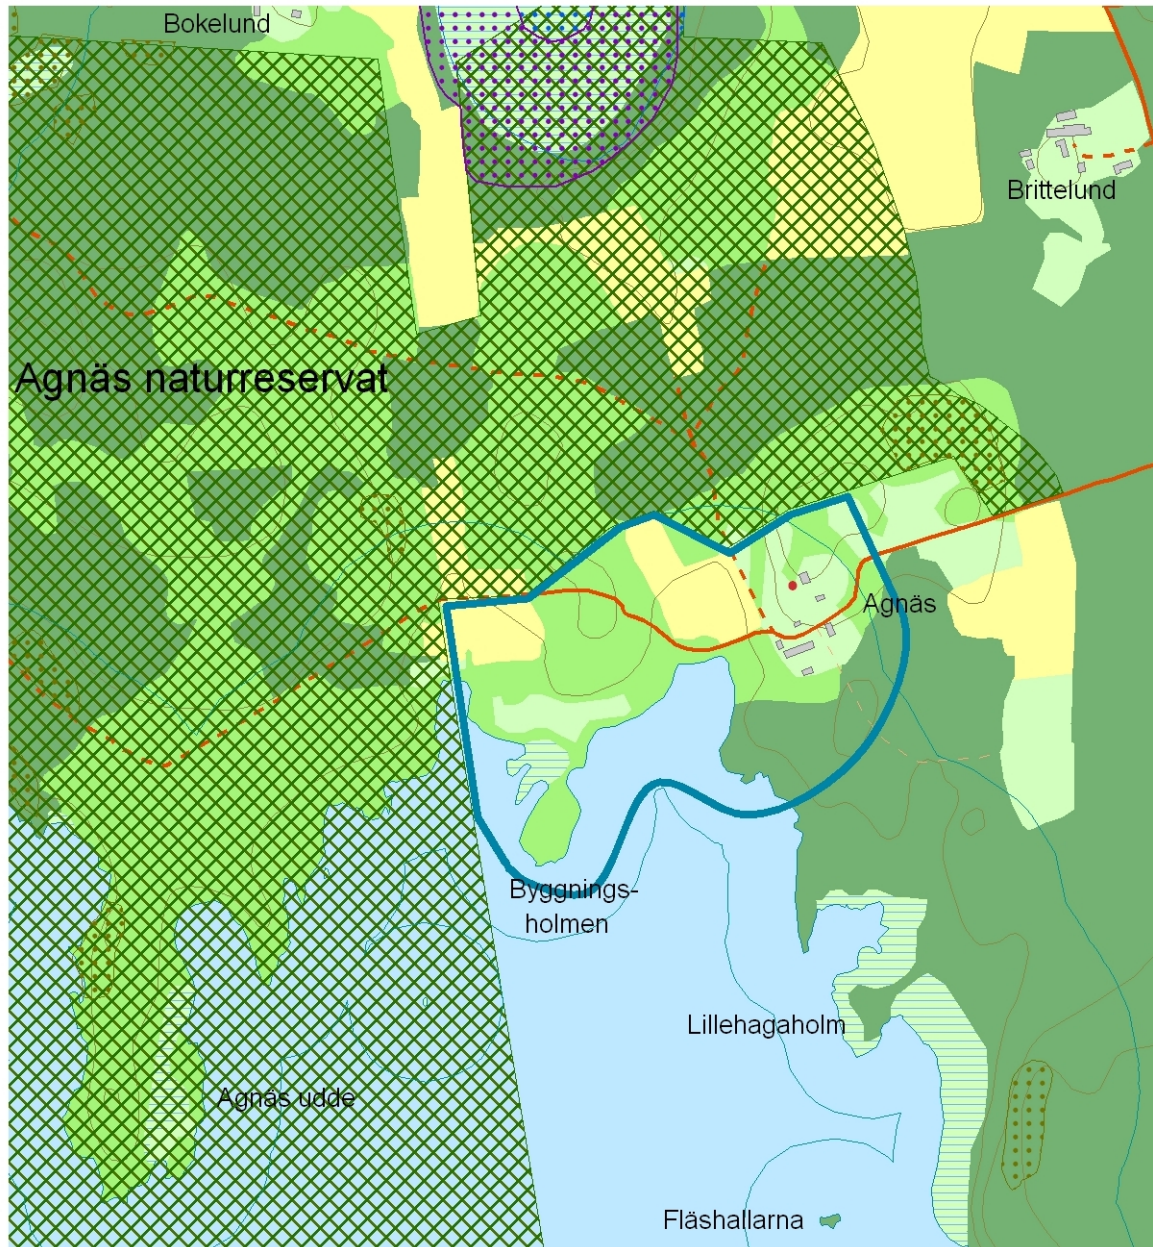 Bokelund
Brittelund
Agnäs naturreservat
Agnäs
Byggnings-
holmen
Lillehagaholm
Agnäs udde
Fläshallarna